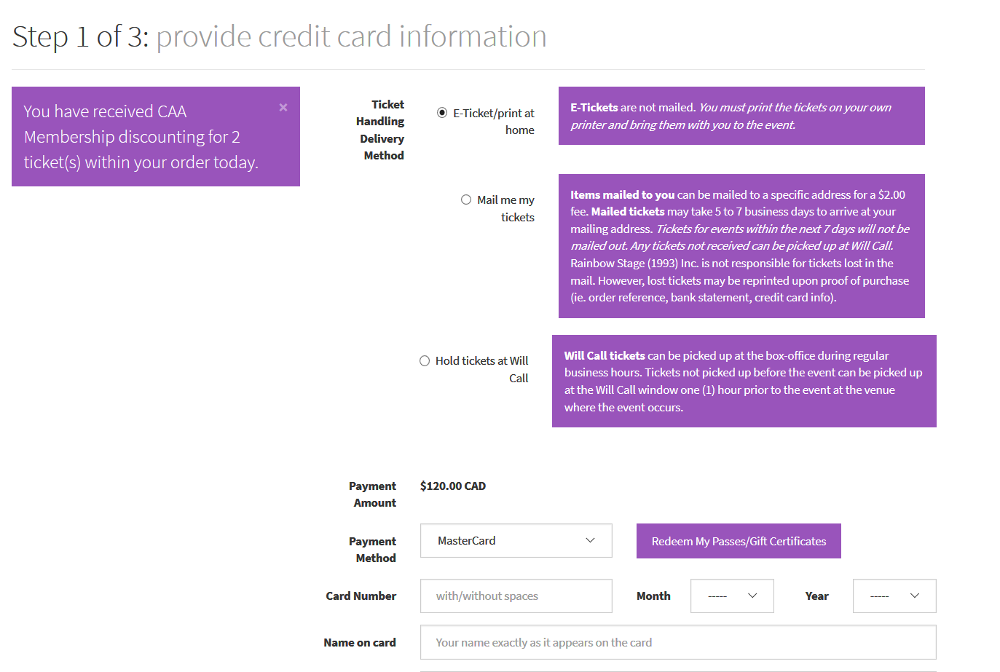 Step 1 of 3: provide credit card information
You have received CAA
Membership discounting for 2
ticket(s) within your order today.
×
Ticket
Handling
Delivery
Method
E-Ticket/print at
home
E-Tickets are not mailed. You must print the tickets on your own
printer and bring them with you to the event.
Mail me my
tickets
Items mailed to you can be mailed to a specific address for a $2.00
fee. Mailed tickets may take 5 to 7 business days to arrive at your
mailing address. Tickets for events within the next 7 days will not be
mailed out. Any tickets not received can be picked up at Will Call.
Rainbow Stage (1993) Inc. is not responsible for tickets lost in the
mail. However, lost tickets may be reprinted upon proof of purchase
(ie. order reference, bank statement, credit card info).
Hold tickets at Will
Call
Will Call tickets can be picked up at the box-office during regular
business hours. Tickets not picked up before the event can be picked up
at the Will Call window one (1) hour prior to the event at the venue
where the event occurs.
Payment
Amount
$120.00 CAD
Payment
Method
MasterCard
Redeem My Passes/Gift Certificates
Card Number
with/without spaces
Month
-----
Year
-----
Name on card
Your name exactly as it appears on the card